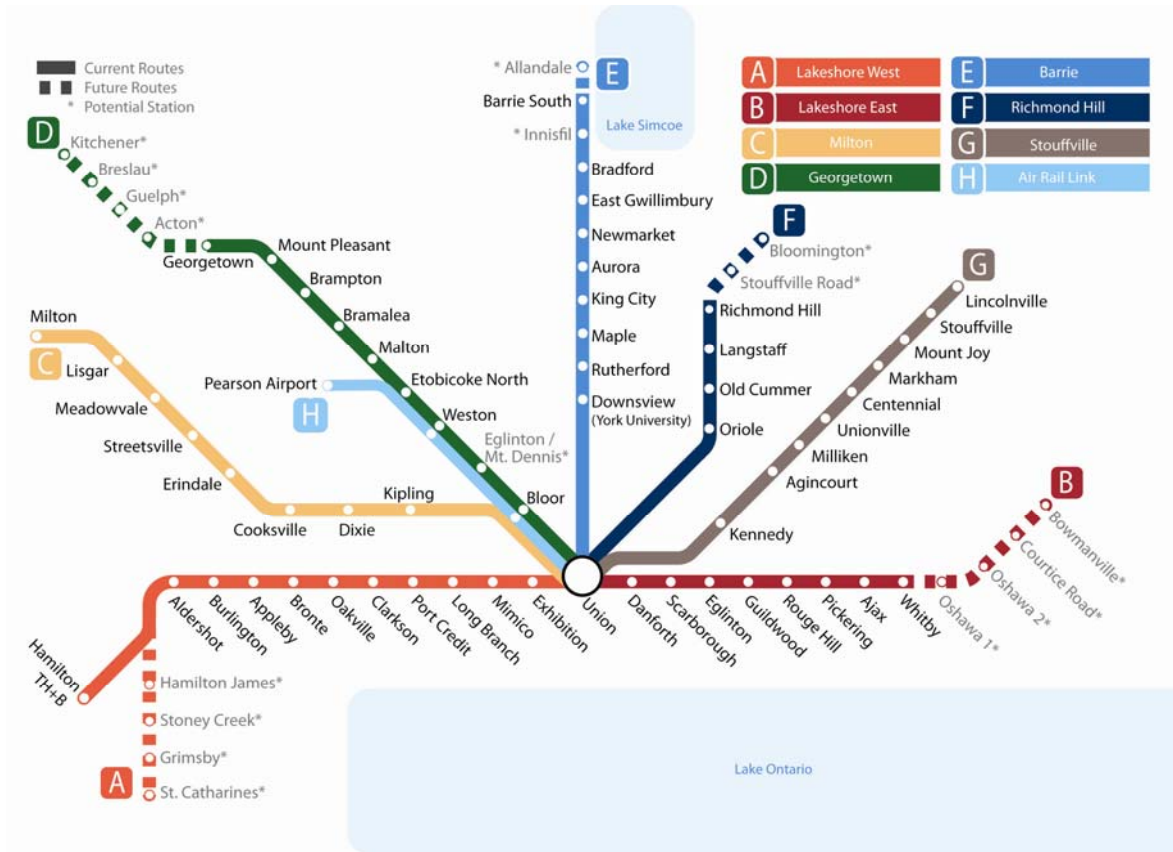 Current Routes
Future Routes
* Potential Station
A Lakeshore West
B Lakeshore East
C Milton
D Georgetown
E Barrie
F Richmond Hill
G Stouffville
H Air Rail Link
D
Kitchener*
Breslau*
Guelph*
Acton*
Georgetown
Mount Pleasant
Brampton
Bramalea
Malton
Etobicoke North
Weston
Eglinton /
Mt. Dennis*
Bloor
Milton
C
Lisgar
Meadowvale
Streetsville
Erindale
Cooksville
Dixie
Kipling
Pearson Airport
H
* Allandale
E
Barrie South
* Innisfil
Lake Simcoe
Bradford
East Gwillimbury
Newmarket
Aurora
King City
Maple
Rutherford
Downsview
(York University)
F
Bloomington*
Stouffville Road*
Richmond Hill
Langstaff
Old Cummer
Oriole
G
Lincolnville
Stouffville
Mount Joy
Markham
Centennial
Unionville
Milliken
Agincourt
Kennedy
B
Bowmanville*
Courtice Road*
Oshawa 2*
Oshawa 1*
Whitby
Ajax
Pickering
Rouge Hill
Guildwood
Eglinton
Scarborough
Danforth
Union
Exhibition
Mimico
Long Branch
Port Credit
Clarkson
Oakville
Bronte
Appleby
Burlington
Aldershot
Hamilton
TH+B
Hamilton James*
Stoney Creek*
Grimsby*
A
St. Catharines*
Lake Ontario